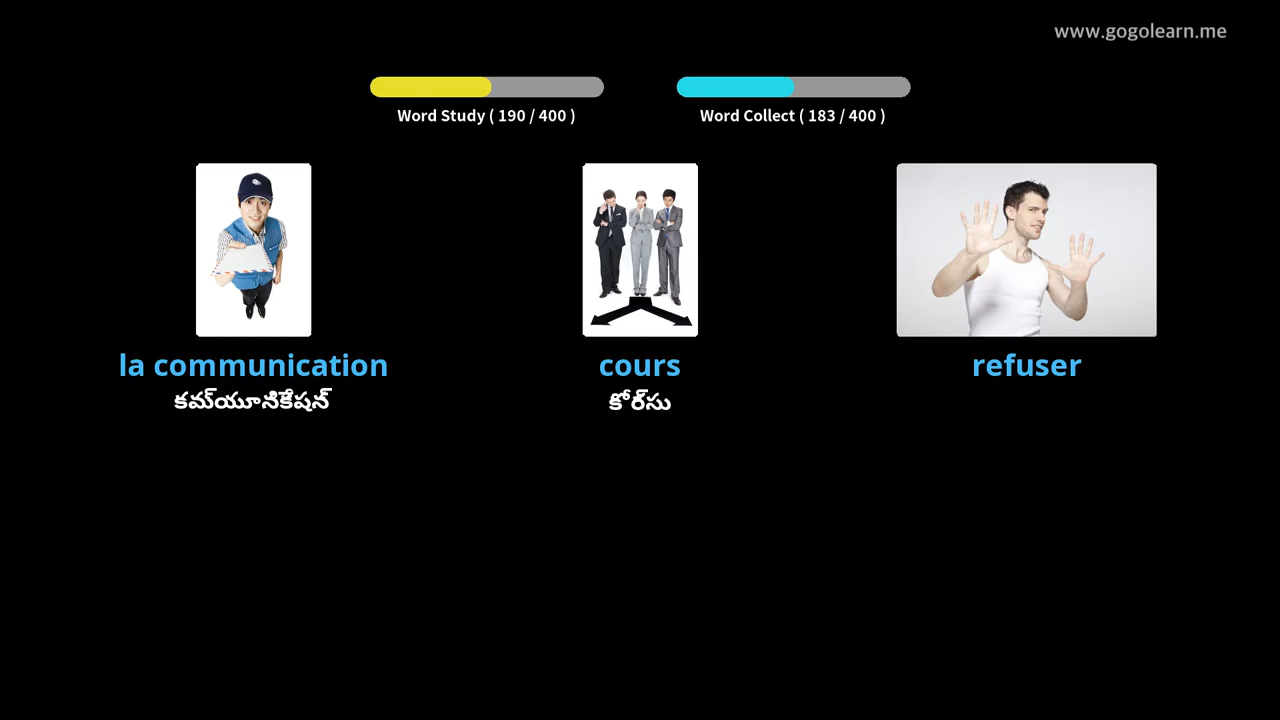 www.gogolearn.me
Word Study ( 190 / 400 )
Word Collect ( 183 / 400 )
la communication
cours
refuser
కమ్‌యూనికేషన్
కోర్‌సు